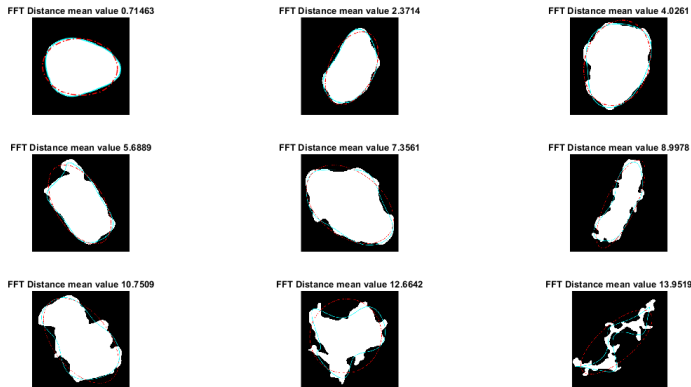 FFT Distance mean value 0.71463
FFT Distance mean value 2.3714
FFT Distance mean value 4.0261
FFT Distance mean value 5.6889
FFT Distance mean value 7.3561
FFT Distance mean value 8.9978
FFT Distance mean value 10.7509
FFT Distance mean value 12.6642
FFT Distance mean value 13.9519